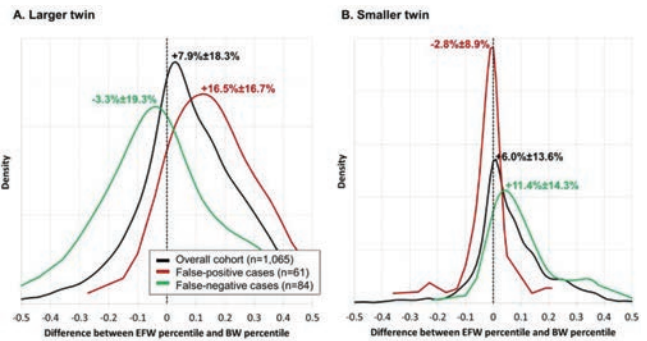 A. Larger twin
+7.9%±18.3%
-3.3%±19.3%
+16.5%±16.7%
Density
Overall cohort (n=1,065)
False-positive cases (n=61)
False-negative cases (n=84)
-0.5 -0.4 -0.3 -0.2 -0.1 0 0.1 0.2 0.3 0.4 0.5
Difference between EFW percentile and BW percentile
B. Smaller twin
-2.8%±8.9%
+6.0%±13.6%
+11.4%±14.3%
Density
-0.5 -0.4 -0.3 -0.2 -0.1 0 0.1 0.2 0.3 0.4 0.5
Difference between EFW percentile and BW percentile